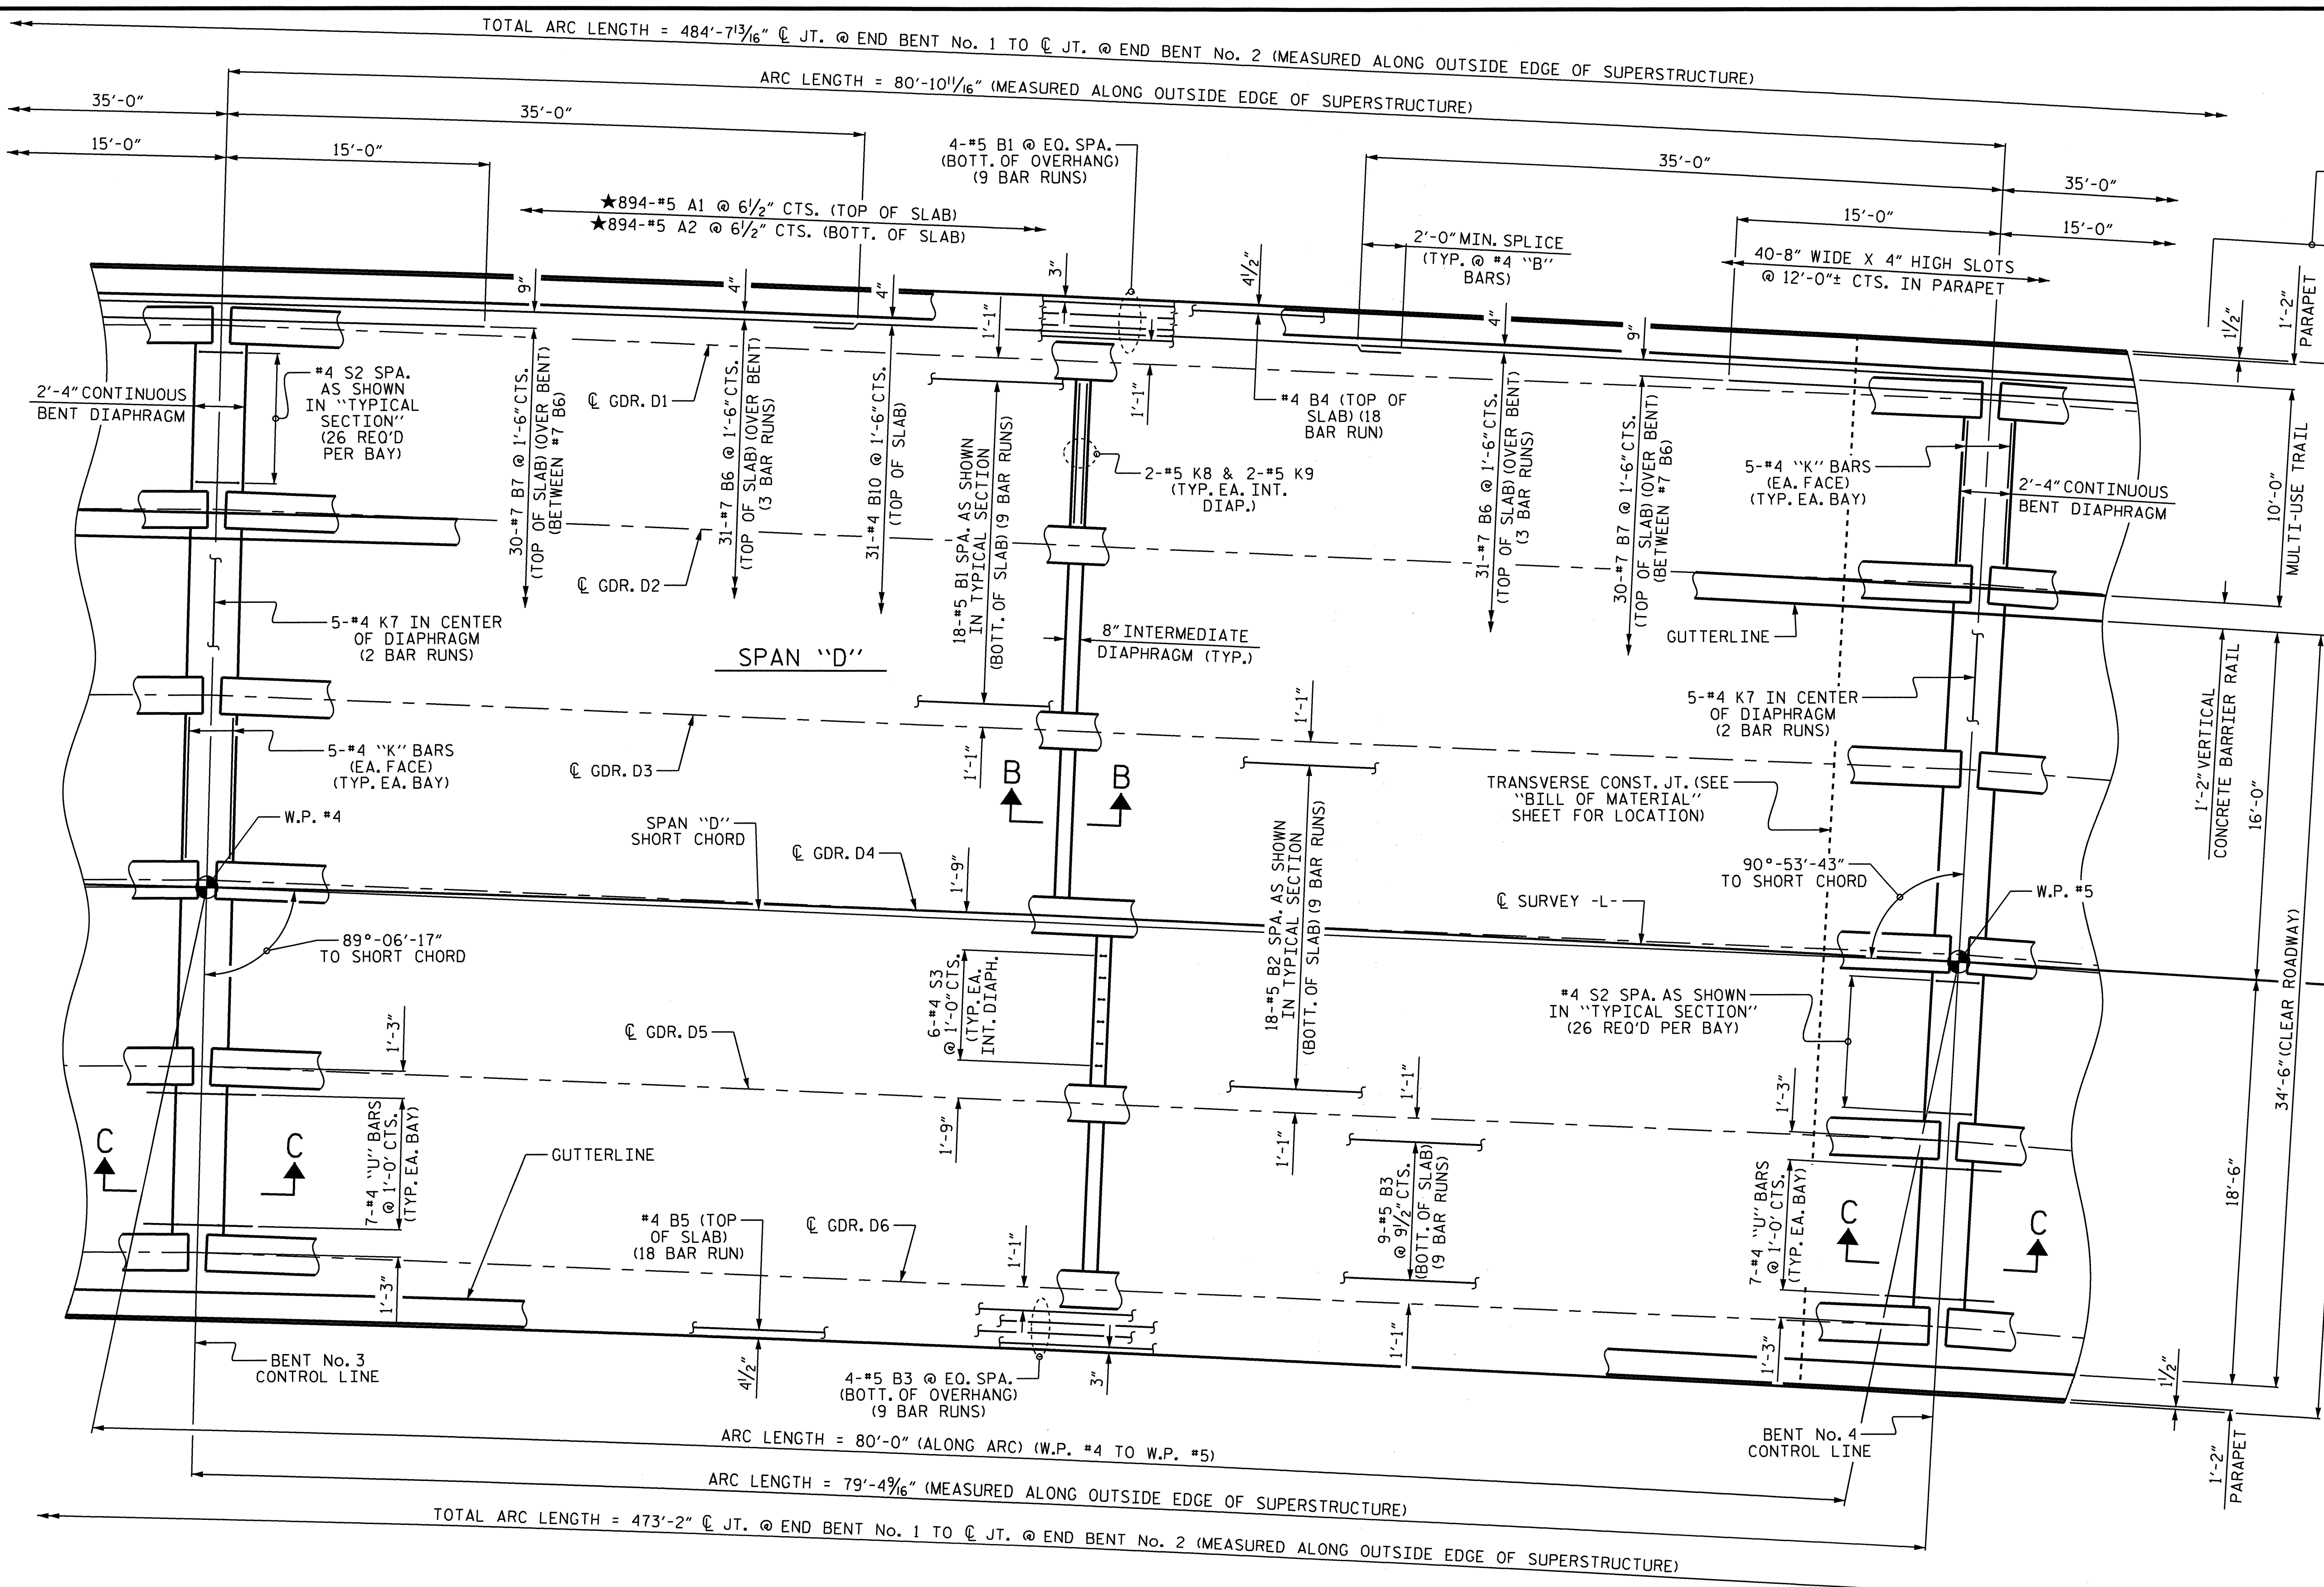 TOTAL ARC LENGTH = 484'-7 13/16" ℄ JT. @ END BENT No. 1 TO ℄ JT. @ END BENT No. 2 (MEASURED ALONG OUTSIDE EDGE OF SUPERSTRUCTURE)
ARC LENGTH = 80'-10 11/16" (MEASURED ALONG OUTSIDE EDGE OF SUPERSTRUCTURE)
35'-0"
35'-0"
15'-0"
15'-0"
4-#5 B1 @ EQ. SPA.
(BOTT. OF OVERHANG)
(9 BAR RUNS)
35'-0"
35'-0"
15'-0"
15'-0"
★894-#5 A1 @ 6 1/2" CTS. (TOP OF SLAB)
★894-#5 A2 @ 6 1/2" CTS. (BOTT. OF SLAB)
2'-0" MIN. SPLICE
(TYP. @ #4 "B"
BARS)
40-8" WIDE X 4" HIGH SLOTS
@ 12'-0"± CTS. IN PARAPET
9"
4"
4"
3"
4 1/2"
4"
9"
1 1/2"
1'-2"
PARAPET
1'-1"
1'-1"
2'-4" CONTINUOUS
BENT DIAPHRAGM
#4 S2 SPA.
AS SHOWN
IN "TYPICAL
SECTION"
(26 REQ'D
PER BAY)
30-#7 B7 @ 1'-6" CTS.
(TOP OF SLAB) (OVER BENT)
(BETWEEN #7 B6)
℄ GDR. D1
31-#7 B6 @ 1'-6" CTS.
(TOP OF SLAB) (OVER BENT)
(3 BAR RUNS)
31-#4 B10 @ 1'-6" CTS.
(TOP OF SLAB)
18-#5 B1 SPA. AS SHOWN
IN TYPICAL SECTION
(BOTT. OF SLAB) (9 BAR RUNS)
#4 B4 (TOP OF
SLAB) (18
BAR RUN)
2-#5 K8 & 2-#5 K9
(TYP. EA. INT.
DIAP.)
31-#7 B6 @ 1'-6" CTS.
(TOP OF SLAB) (OVER BENT)
(3 BAR RUNS)
30-#7 B7 @ 1'-6" CTS.
(TOP OF SLAB) (OVER BENT)
(BETWEEN #7 B6)
5-#4 "K" BARS
(EA. FACE)
(TYP. EA. BAY)
2'-4" CONTINUOUS
BENT DIAPHRAGM
10'-0"
MULTI-USE TRAIL
℄ GDR. D2
5-#4 K7 IN CENTER
OF DIAPHRAGM
(2 BAR RUNS)
SPAN "D"
8" INTERMEDIATE
DIAPHRAGM (TYP.)
GUTTERLINE
5-#4 K7 IN CENTER
OF DIAPHRAGM
(2 BAR RUNS)
1'-2" VERTICAL
CONCRETE BARRIER RAIL
16'-0"
5-#4 "K" BARS
(EA. FACE)
(TYP. EA. BAY)
℄ GDR. D3
1'-1"
1'-1"
B
B
TRANSVERSE CONST. JT. (SEE
"BILL OF MATERIAL"
SHEET FOR LOCATION)
W.P. #4
SPAN "D"
SHORT CHORD
℄ GDR. D4
1'-9"
18-#5 B2 SPA. AS SHOWN
IN TYPICAL SECTION
(BOTT. OF SLAB) (9 BAR RUNS)
90°-53'-43"
TO SHORT CHORD
℄ SURVEY -L-
W.P. #5
34'-6" (CLEAR ROADWAY)
89°-06'-17"
TO SHORT CHORD
6-#4 S3
@ 1'-0" CTS.
(TYP. EA.
INT. DIAPH.
#4 S2 SPA. AS SHOWN
IN "TYPICAL SECTION"
(26 REQ'D PER BAY)
1'-3"
℄ GDR. D5
1'-9"
1'-1"
1'-1"
1'-3"
C
C
7-#4 "U" BARS
@ 1'-0' CTS.
(TYP. EA. BAY)
GUTTERLINE
9-#5 B3
@ 9 1/2" CTS.
(BOTT. OF SLAB)
(9 BAR RUNS)
7-#4 "U" BARS
@ 1'-0' CTS.
(TYP. EA. BAY)
C
C
18'-6"
#4 B5 (TOP
OF SLAB)
(18 BAR RUN)
℄ GDR. D6
1'-1"
1'-3"
1'-1"
1'-3"
BENT No. 3
CONTROL LINE
4 1/2"
4-#5 B3 @ EQ. SPA.
(BOTT. OF OVERHANG)
(9 BAR RUNS)
3"
1 1/2"
BENT No. 4
CONTROL LINE
1'-2"
PARAPET
ARC LENGTH = 80'-0" (ALONG ARC) (W.P. #4 TO W.P. #5)
ARC LENGTH = 79'-4 9/16" (MEASURED ALONG OUTSIDE EDGE OF SUPERSTRUCTURE)
TOTAL ARC LENGTH = 473'-2" ℄ JT. @ END BENT No. 1 TO ℄ JT. @ END BENT No. 2 (MEASURED ALONG OUTSIDE EDGE OF SUPERSTRUCTURE)